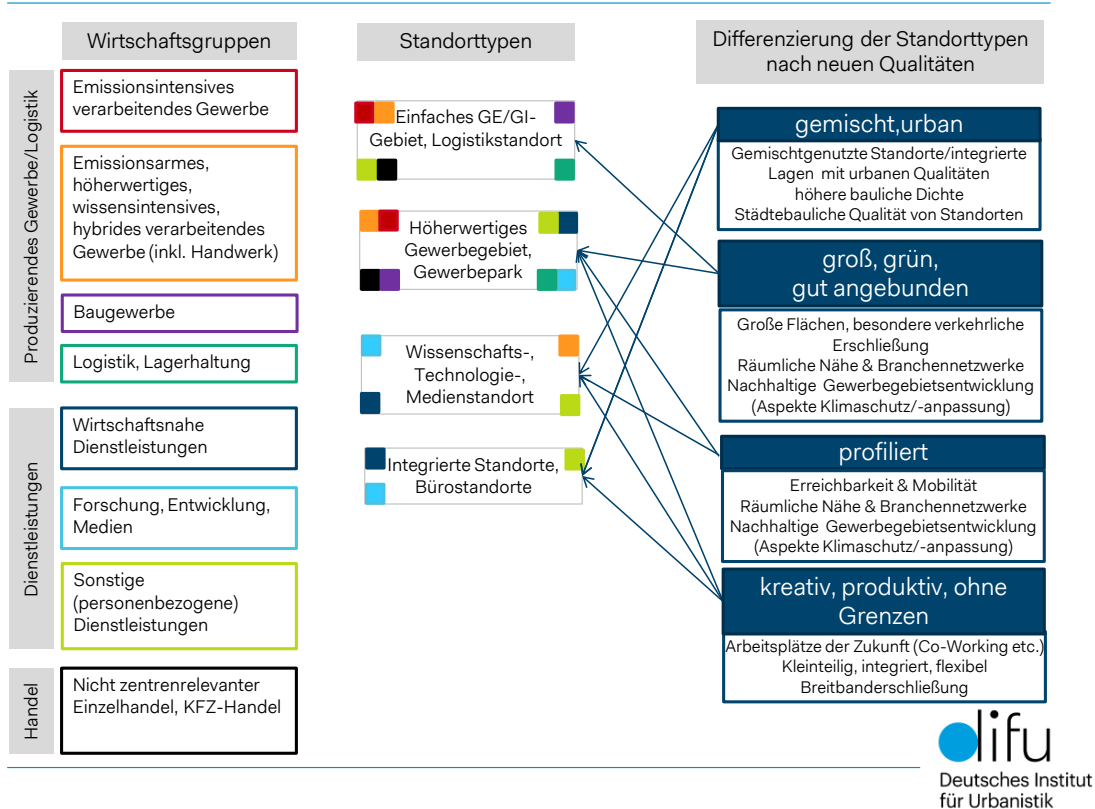 Wirtschaftsgruppen
Produzierendes Gewerbe/Logistik
Emissionsintensives
verarbeitendes Gewerbe
Emissionsarmes,
höherwertiges,
wissensintensives,
hybrides verarbeitendes
Gewerbe (inkl. Handwerk)
Baugewerbe
Logistik, Lagerhaltung
Dienstleistungen
Wirtschaftsnahe
Dienstleistungen
Forschung, Entwicklung,
Medien
Sonstige
(personenbezogene)
Dienstleistungen
Handel
Nicht zentrenrelevanter
Einzelhandel, KFZ-Handel
Standorttypen
Einfaches GE/GI-
Gebiet, Logistikstandort
Höherwertiges
Gewerbegebiet,
Gewerbepark
Wissenschafts-,
Technologie-,
Medienstandort
Integrierte Standorte,
Bürostandorte
Differenzierung der Standorttypen
nach neuen Qualitäten
gemischt,urban
Gemischtgenutzte Standorte/integrierte
Lagen mit urbanen Qualitäten
höhere bauliche Dichte
Städtebauliche Qualität von Standorten
groß, grün,
gut angebunden
Große Flächen, besondere verkehrliche
Erschließung
Räumliche Nähe & Branchennetzwerke
Nachhaltige Gewerbegebietsentwicklung
(Aspekte Klimaschutz/-anpassung)
profiliert
Erreichbarkeit & Mobilität
Räumliche Nähe & Branchennetzwerke
Nachhaltige Gewerbegebietsentwicklung
(Aspekte Klimaschutz/-anpassung)
kreativ, produktiv, ohne
Grenzen
Arbeitsplätze der Zukunft (Co-Working etc.)
Kleinteilig, integriert, flexibel
Breitbanderschließung
difu
Deutsches Institut
für Urbanistik